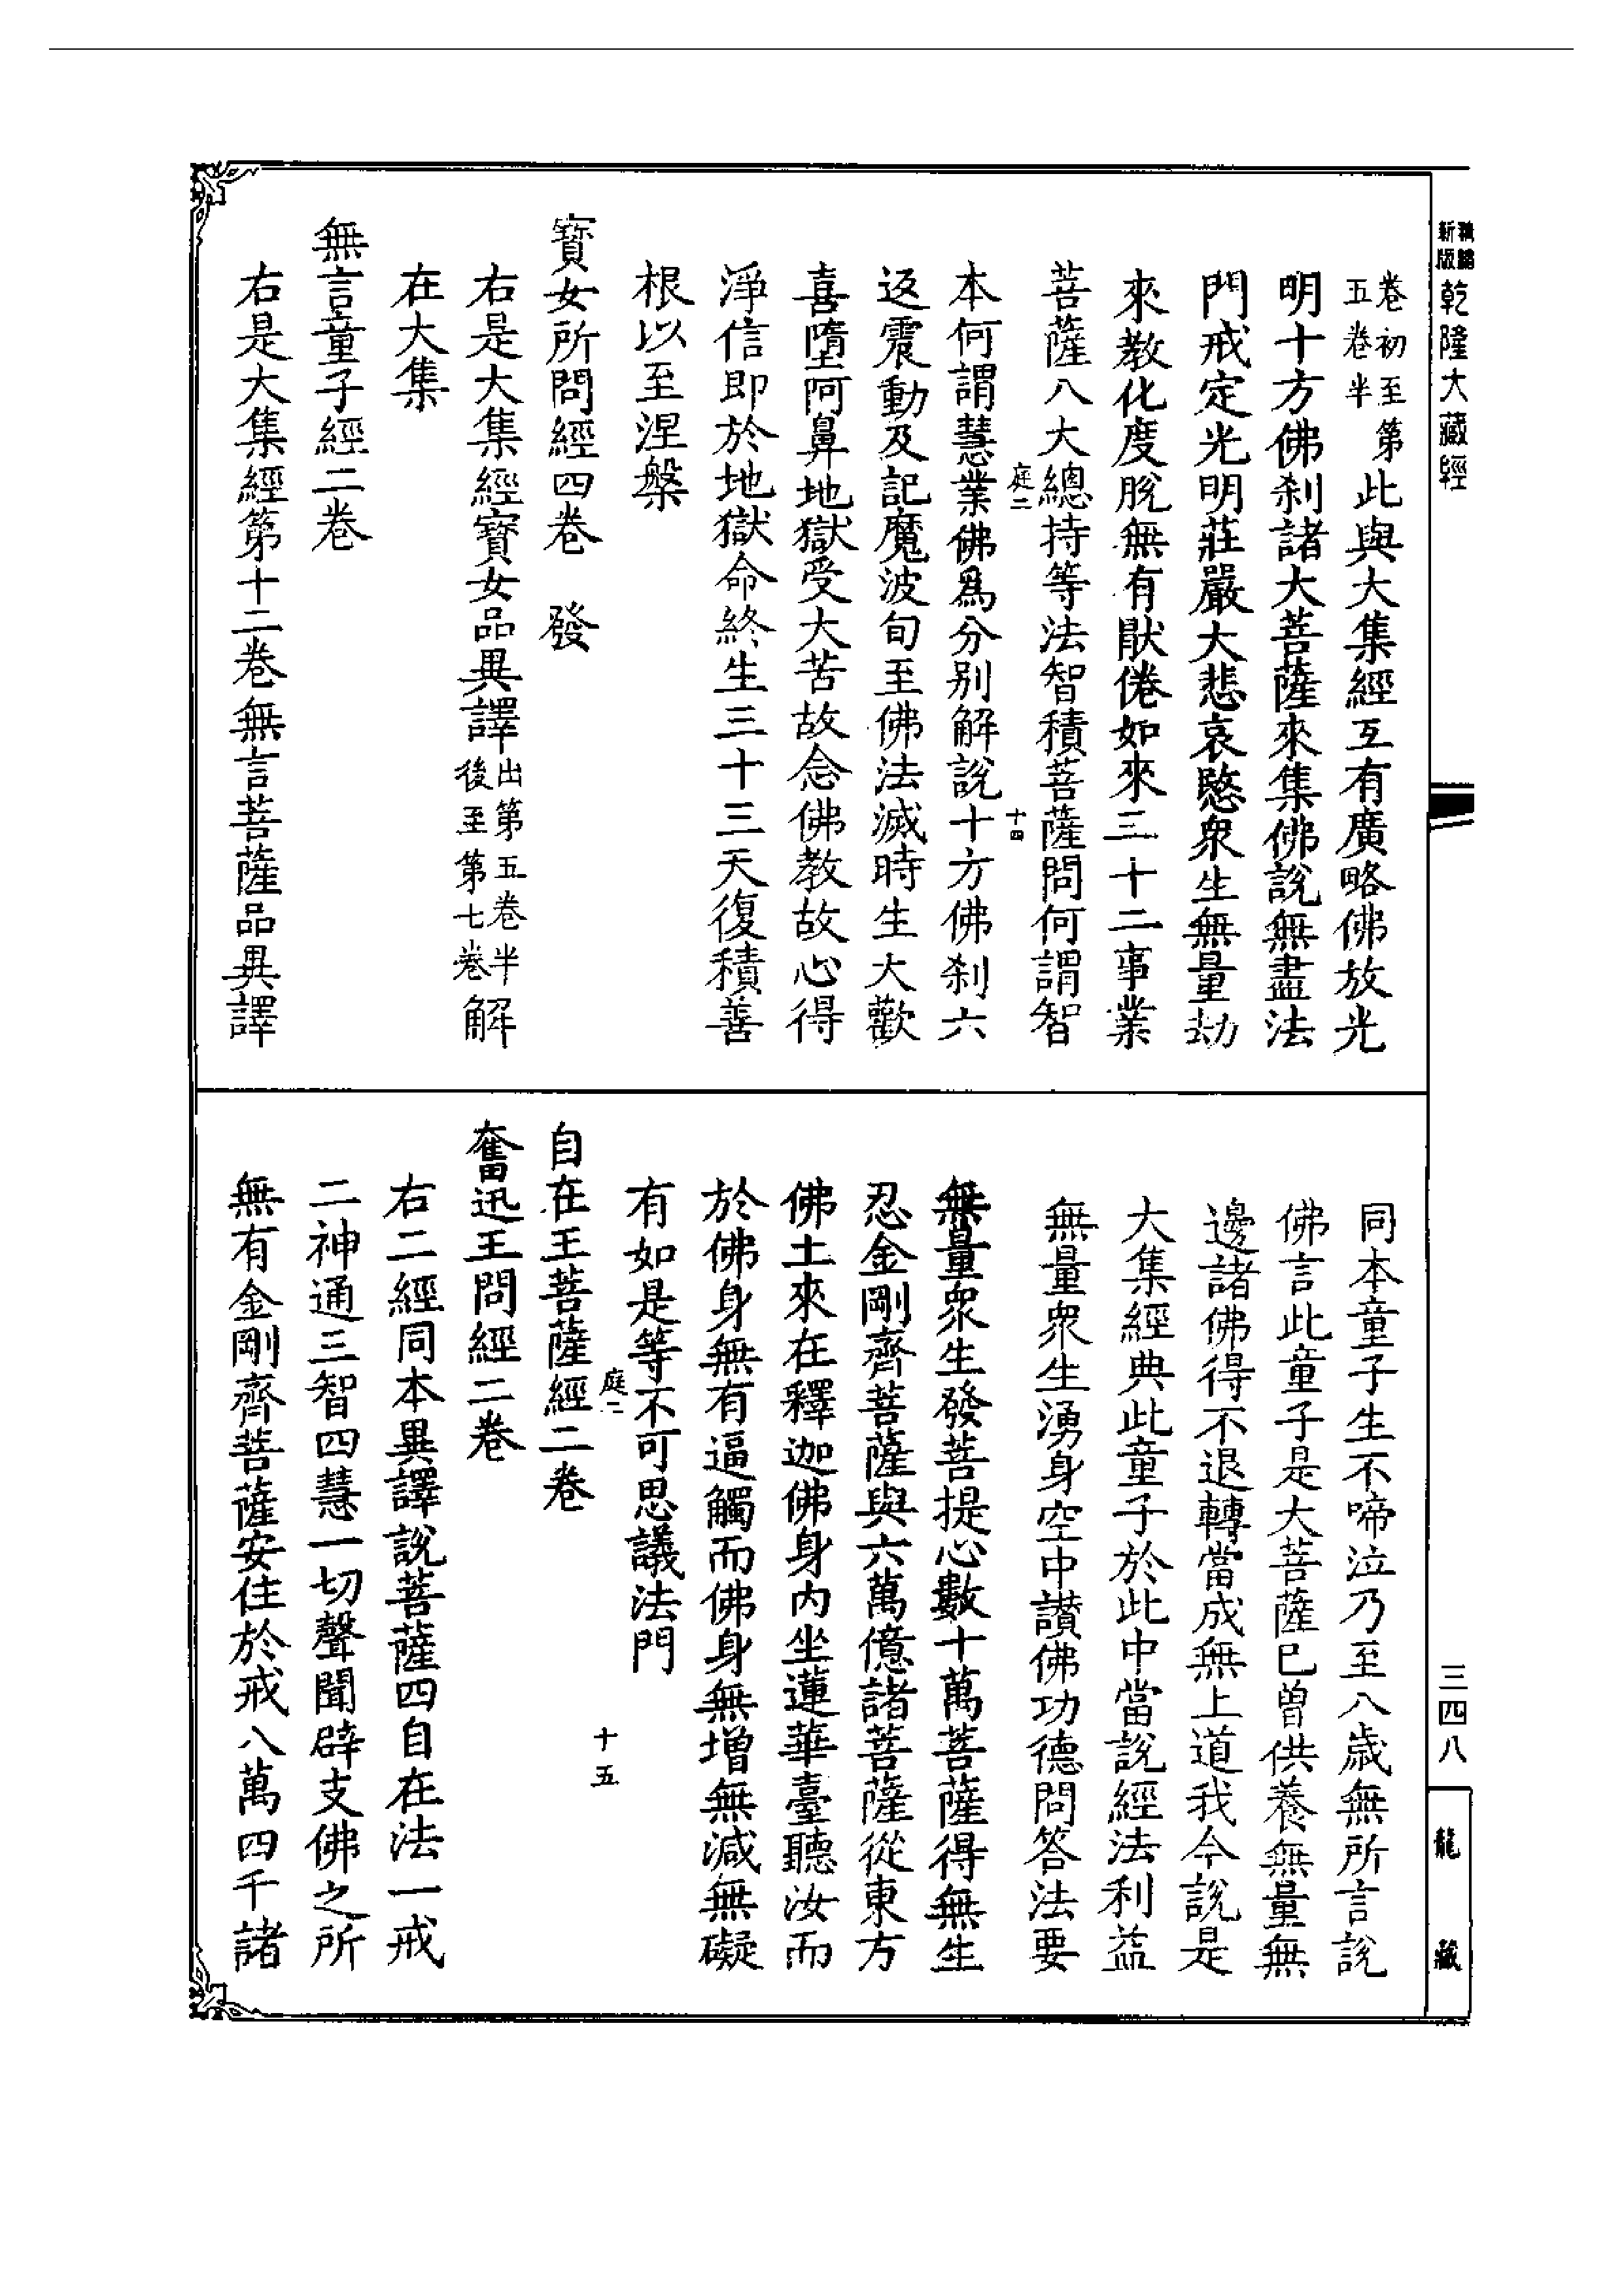 乾隆大藏經
新版
卷初至第五卷半此與大集經互有廣略佛放光
明十方佛刹諸大菩薩來集佛說無盡法
門戒定光明莊嚴大悲哀愍衆生無量劫
來教化度脫無有猒倦如來三十二事業
菩薩八大總持等法智積菩薩問何謂智
庭二
十四
本何謂慧業佛爲分別解說十方佛刹六
返震動及記魔波旬至佛法滅時生大歡
喜墮阿鼻地獄受大苦故念佛教故心得
淨信即於地獄命終生三十三天復積善
根以至涅槃
寶女所問經四卷 發
右是大集經寶女品異譯出第五卷半後至第七卷解
在大集
無言童子經二卷
右是大集經第十二卷無言菩薩品異譯
同本童子生不啼泣乃至八歲無所言說
佛言此童子是大菩薩已曾供養無量無
邊諸佛得不退轉當成無上道我今說是
大集經典此童子於此中當說經法利益
無量衆生湧身空中讚佛功德問答法要
無量衆生發菩提心數十萬菩薩得無生
忍金剛齊菩薩與六萬億諸菩薩從東方
佛土來在釋迦佛身內坐蓮華臺聽汝而
於佛身無有逼觸而佛身無增無減無礙
有如是等不可思議法門
庭二
十五
自在王菩薩經二卷
奮迅王問經二卷
右二經同本異譯說菩薩四自在法一戒
二神通三智四慧一切聲聞辟支佛之所
無有金剛齊菩薩安住於戒八萬四千諸
三四八
龍藏